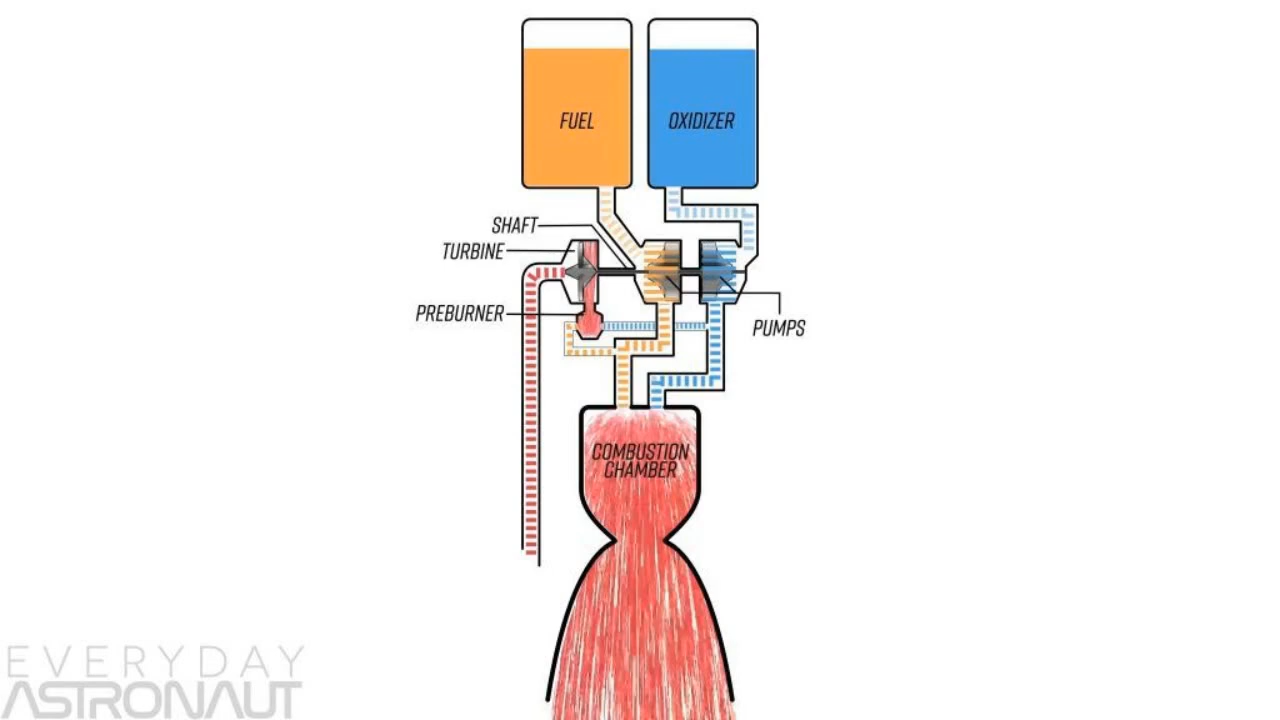 FUEL
OXIDIZER
SHAFT
TURBINE
PREBURNER
PUMPS
COMBUSTION
CHAMBER
EVERYDAY
ASTRONAUT